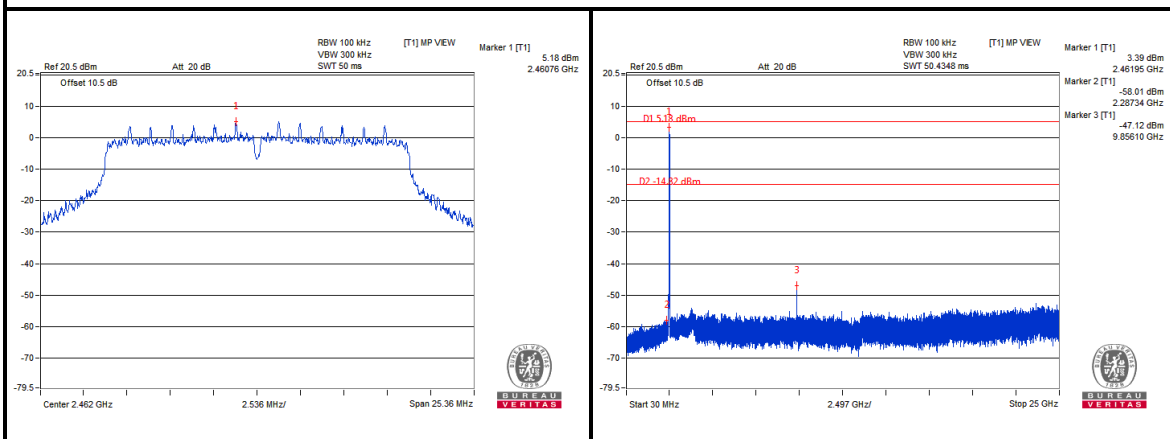 RBW 100 kHz [T1] MP VIEW
VBW 300 kHz
SWT 50 ms
Ref 20.5 dBm Att 20 dB
Marker 1 [T1]
5.18 dBm
2.46076 GHz
20.5
Offset 10.5 dB
10
0
-10
-20
-30
-40
-50
-60
-70
-79.5
1
Center 2.462 GHz 2.536 MHz/ Span 25.36 MHz
BUREAU VERITAS
1828
BUREAU
VERITAS
RBW 100 kHz [T1] MP VIEW
VBW 300 kHz
SWT 50.4348 ms
Ref 20.5 dBm Att 20 dB
Marker 1 [T1]
3.39 dBm
2.46195 GHz
Marker 2 [T1]
-58.01 dBm
2.28734 GHz
Marker 3 [T1]
-47.12 dBm
9.85610 GHz
20.5
Offset 10.5 dB
10
0
-10
-20
-30
-40
-50
-60
-70
-79.5
1
D1 5.18 dBm
D2 -14.82 dBm
3
2
Start 30 MHz 2.497 GHz/ Stop 25 GHz
BUREAU VERITAS
1828
BUREAU
VERITAS